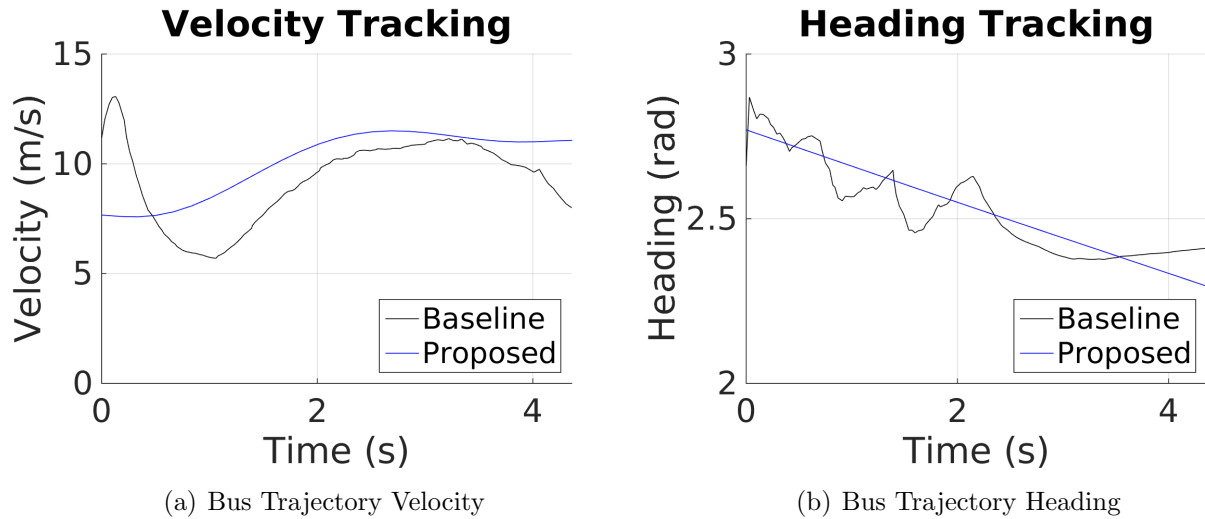 Velocity Tracking
Velocity (m/s)
15
10
5
0
0 2 4
Baseline
Proposed
Time (s)
(a) Bus Trajectory Velocity
Heading Tracking
Heading (rad)
3
2.5
2
0 2 4
Baseline
Proposed
Time (s)
(b) Bus Trajectory Heading